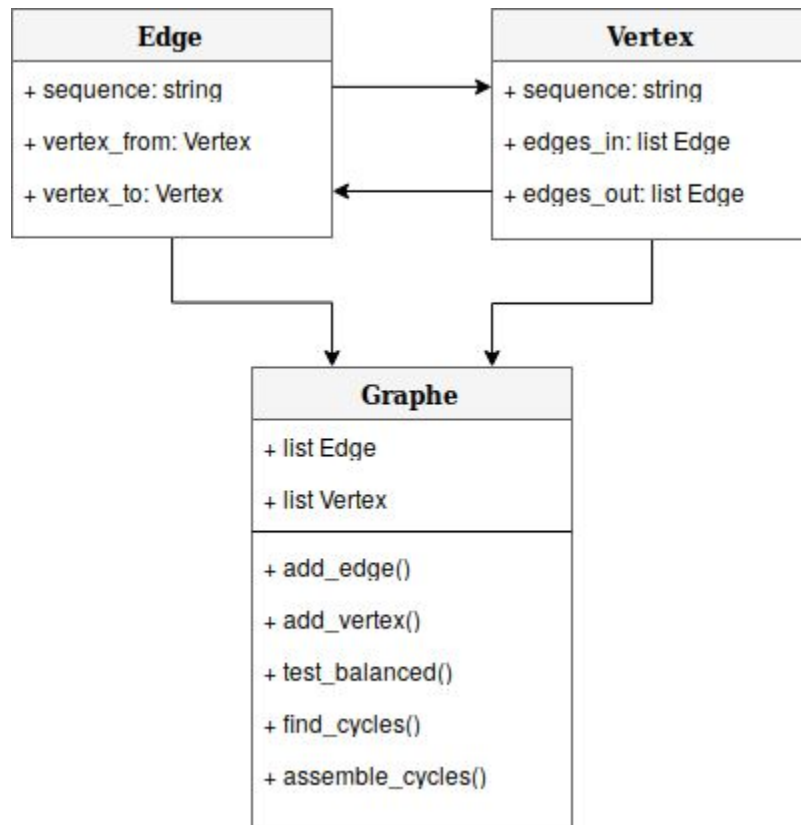 Edge
+ sequence: string
+ vertex_from: Vertex
+ vertex_to: Vertex
Vertex
+ sequence: string
+ edges_in: list Edge
+ edges_out: list Edge
Graphe
+ list Edge
+ list Vertex
+ add_edge()
+ add_vertex()
+ test_balanced()
+ find_cycles()
+ assemble_cycles()